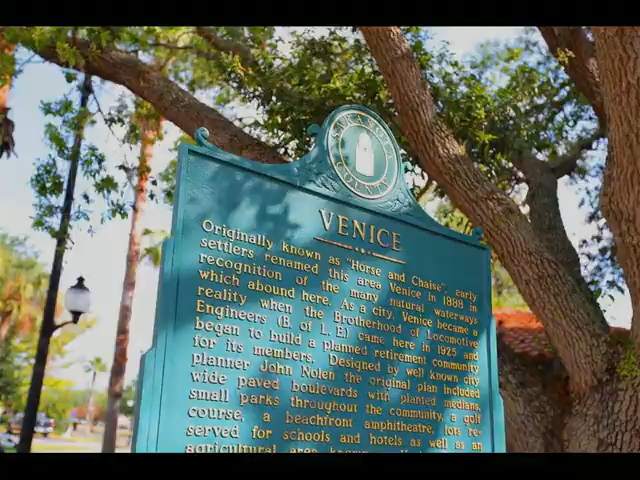 SARASOTA
COUNTY
VENICE
Originally known as "Horse and Chaise", early
settlers renamed this area Venice in 1888 in
recognition of the many natural waterways
which abound here. As a city, Venice became a
reality when the Brotherhood of Locomotive
Engineers (B. of L. E.) came here in 1925 and
began to build a planned retirement community
for its members. Designed by well known city
planner John Nolen the original plan included
wide paved boulevards with planted medians,
small parks throughout the community, a golf
course, a beachfront amphitheatre, lots re-
served for schools and hotels as well as an
agricultural area